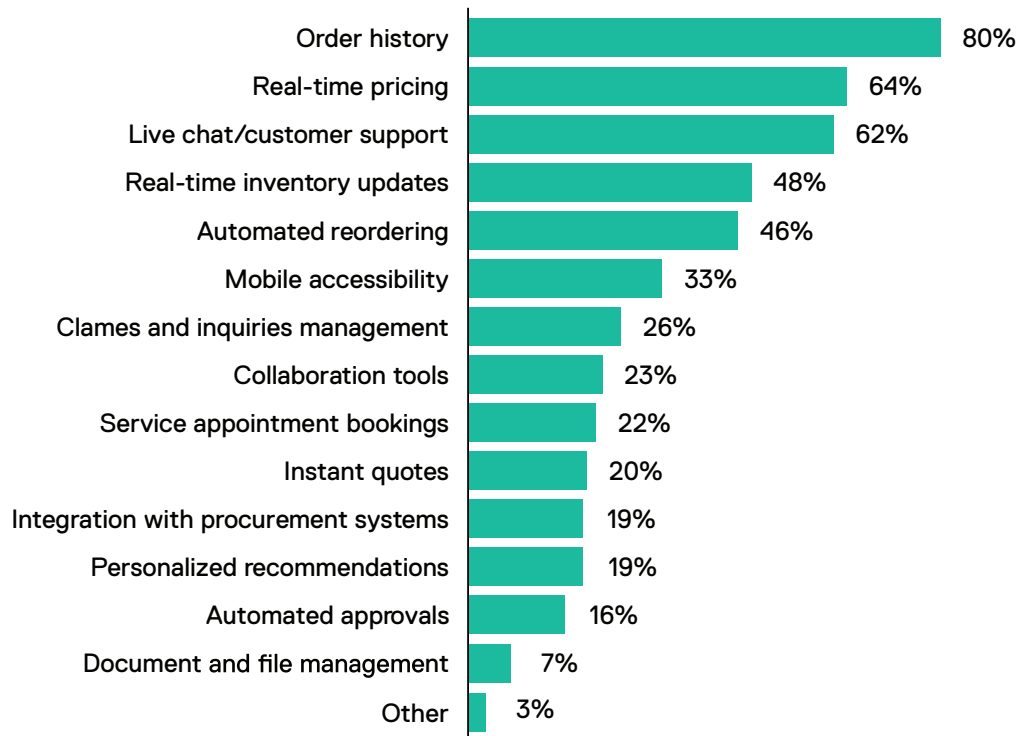 Order history 80%
Real-time pricing 64%
Live chat/customer support 62%
Real-time inventory updates 48%
Automated reordering 46%
Mobile accessibility 33%
Clames and inquiries management 26%
Collaboration tools 23%
Service appointment bookings 22%
Instant quotes 20%
Integration with procurement systems 19%
Personalized recommendations 19%
Automated approvals 16%
Document and file management 7%
Other 3%